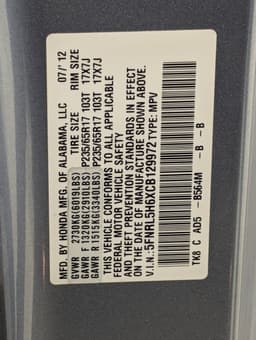 MFD. BY HONDA MFG. OF ALABAMA, LLC 07/' 12
GVWR 2730KG(6019LBS) TIRE SIZE RIM SIZE
GAWR F 1320KG(2910LBS) P235/65R17 103T 17X7J
GAWR R 1515KG(3340LBS) P235/65R17 103T 17X7J
THIS VEHICLE CONFORMS TO ALL APPLICABLE
FEDERAL MOTOR VEHICLE SAFETY
AND THEFT PREVENTION STANDARDS IN EFFECT
ON THE DATE OF MANUFACTURE SHOWN ABOVE.
V.I.N.: 5FNRL5H6XCB129972 TYPE: MPV
TK8 C AD5 -B564M - B - B